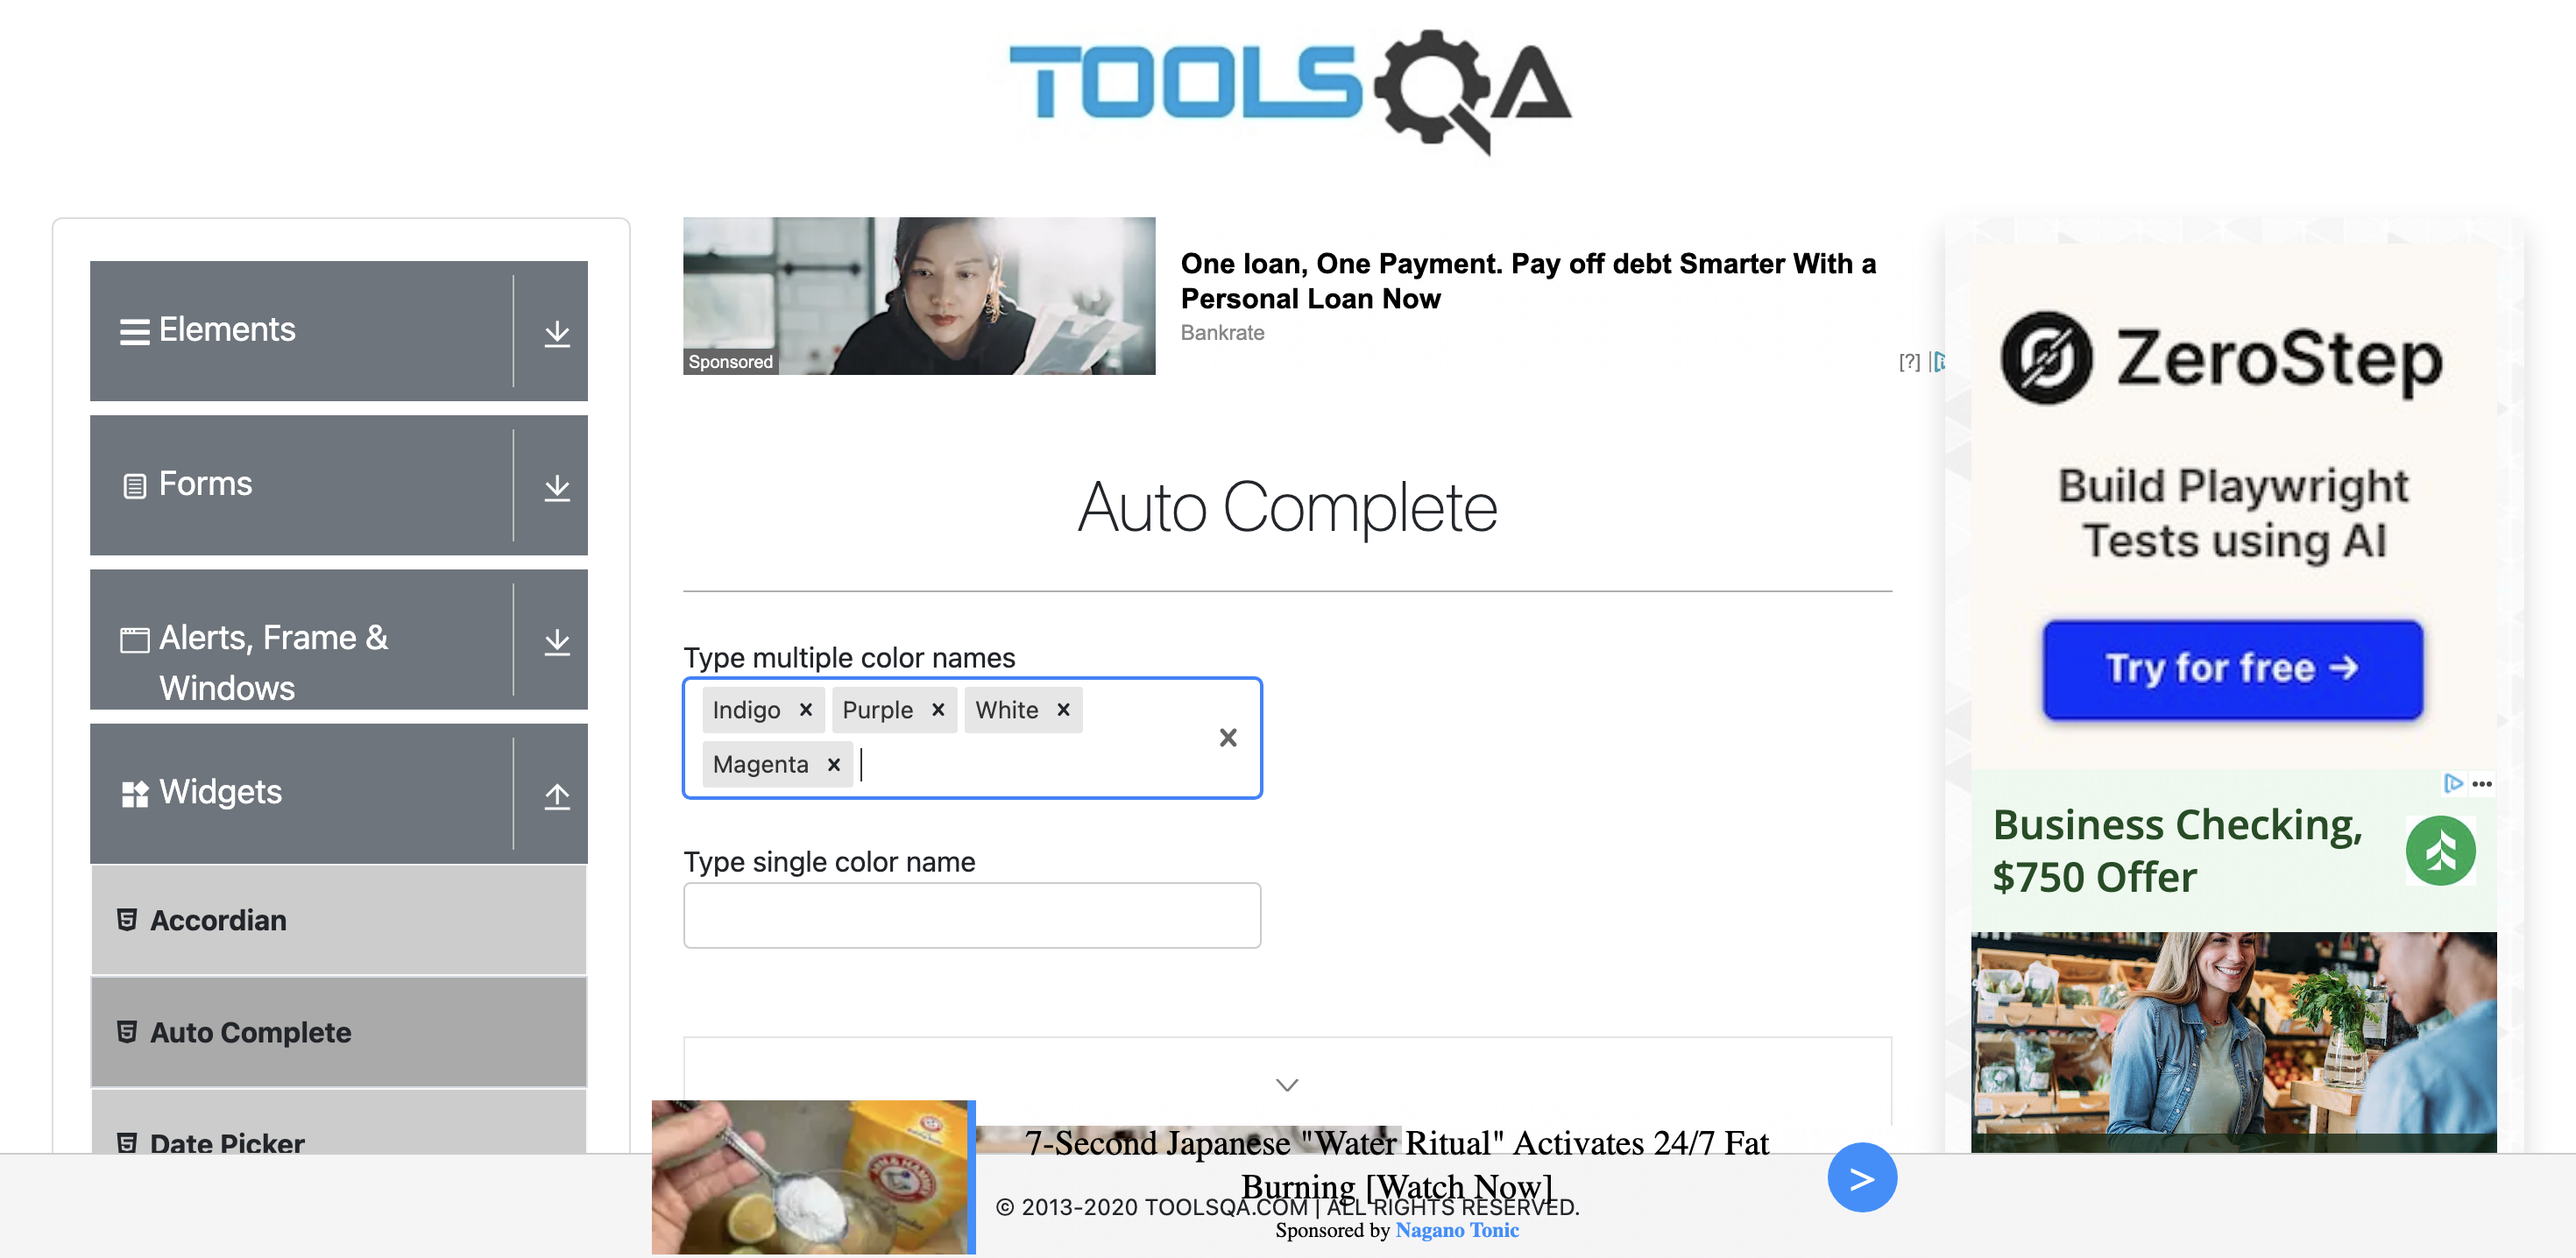 TOOLSQA
Elements
Forms
Alerts, Frame &
Windows
Widgets
Accordian
Auto Complete
Date Picker
Sponsored
One loan, One Payment. Pay off debt Smarter With a
Personal Loan Now
Bankrate
[?]
Auto Complete
Type multiple color names
Indigo × Purple × White ×
Magenta ×
×
Type single color name
7-Second Japanese "Water Ritual" Activates 24/7 Fat
Burning [Watch Now]
© 2013-2020 TOOLSQA.COM | ALL RIGHTS RESERVED.
Sponsored by Nagano Tonic
>
ZeroStep
Build Playwright
Tests using AI
Try for free →
Business Checking,
$750 Offer